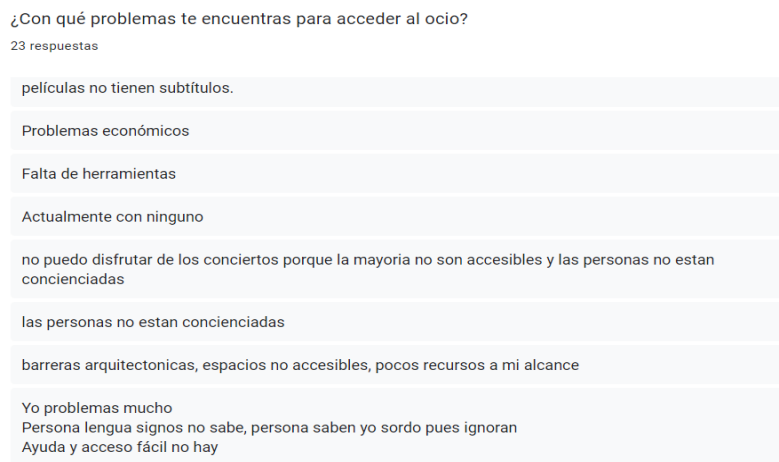 ¿Con qué problemas te encuentras para acceder al ocio?
23 respuestas
películas no tienen subtítulos.
Problemas económicos
Falta de herramientas
Actualmente con ninguno
no puedo disfrutar de los conciertos porque la mayoria no son accesibles y las personas no estan
concienciadas
las personas no estan concienciadas
barreras arquitectonicas, espacios no accesibles, pocos recursos a mi alcance
Yo problemas mucho
Persona lengua signos no sabe, persona saben yo sordo pues ignoran
Ayuda y acceso fácil no hay